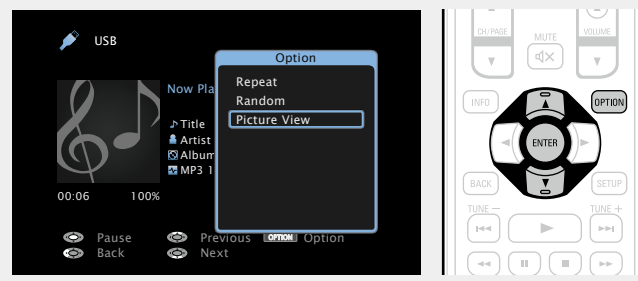 USB
Option
Repeat
Random
Picture View
Now Pla
Title
Artist
Album
MP3 1
00:06 100%
Pause Previous OPTION Option
Back Next
CH/PAGE MUTE VOLUME
INFO OPTION
ENTER
BACK SETUP
TUNE − TUNE +